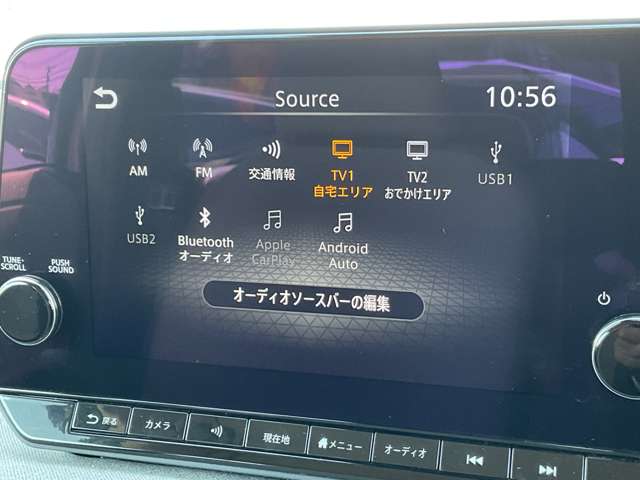 Source
10:56
AM
FM
交通情報
TV1
自宅エリア
TV2
おでかけエリア
USB1
USB2
Bluetooth
オーディオ
Apple
CarPlay
Android
Auto
オーディオソースバーの編集
TUNE・
SCROLL
PUSH
SOUND
戻る
カメラ
現在地
メニュー
オーディオ